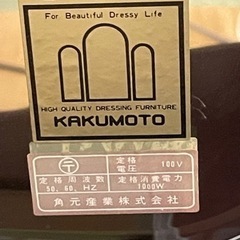 For Beautiful Dressy Life
HIGH QUALITY DRESSING FURNITURE
KAKUMOTO
〒 定格電圧 100V
定格周波数 50, 60, HZ
定格消費電力 1000W
角元産業株式会社